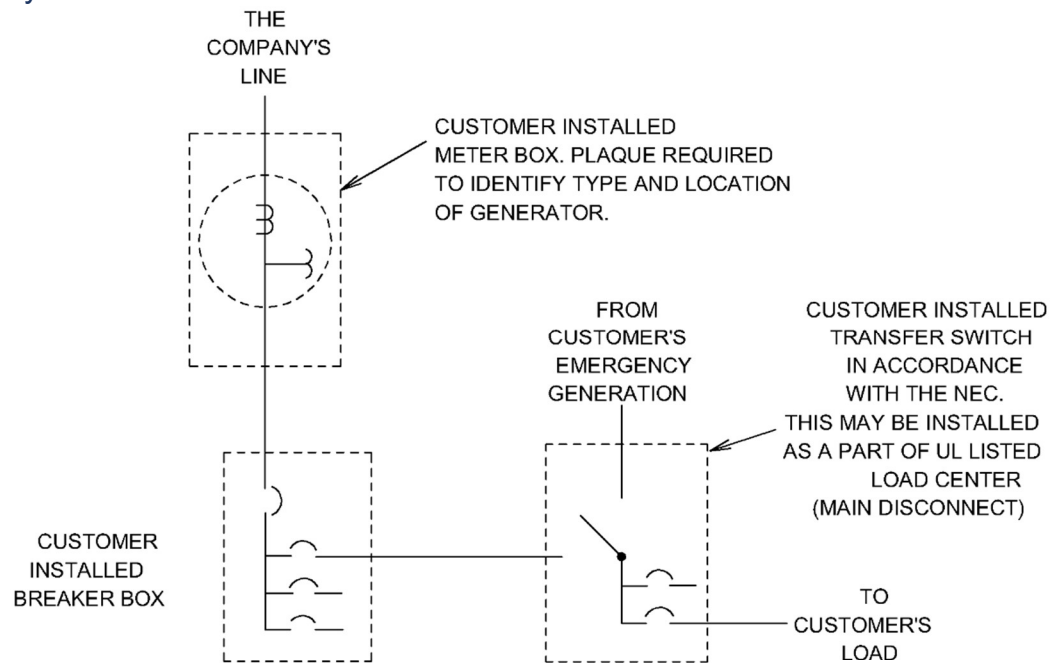 THE
COMPANY'S
LINE
CUSTOMER INSTALLED
METER BOX. PLAQUE REQUIRED
TO IDENTIFY TYPE AND LOCATION
OF GENERATOR.
FROM
CUSTOMER'S
EMERGENCY
GENERATION
CUSTOMER INSTALLED
TRANSFER SWITCH
IN ACCORDANCE
WITH THE NEC.
THIS MAY BE INSTALLED
AS A PART OF UL LISTED
LOAD CENTER
(MAIN DISCONNECT)
CUSTOMER
INSTALLED
BREAKER BOX
TO
CUSTOMER'S
LOAD